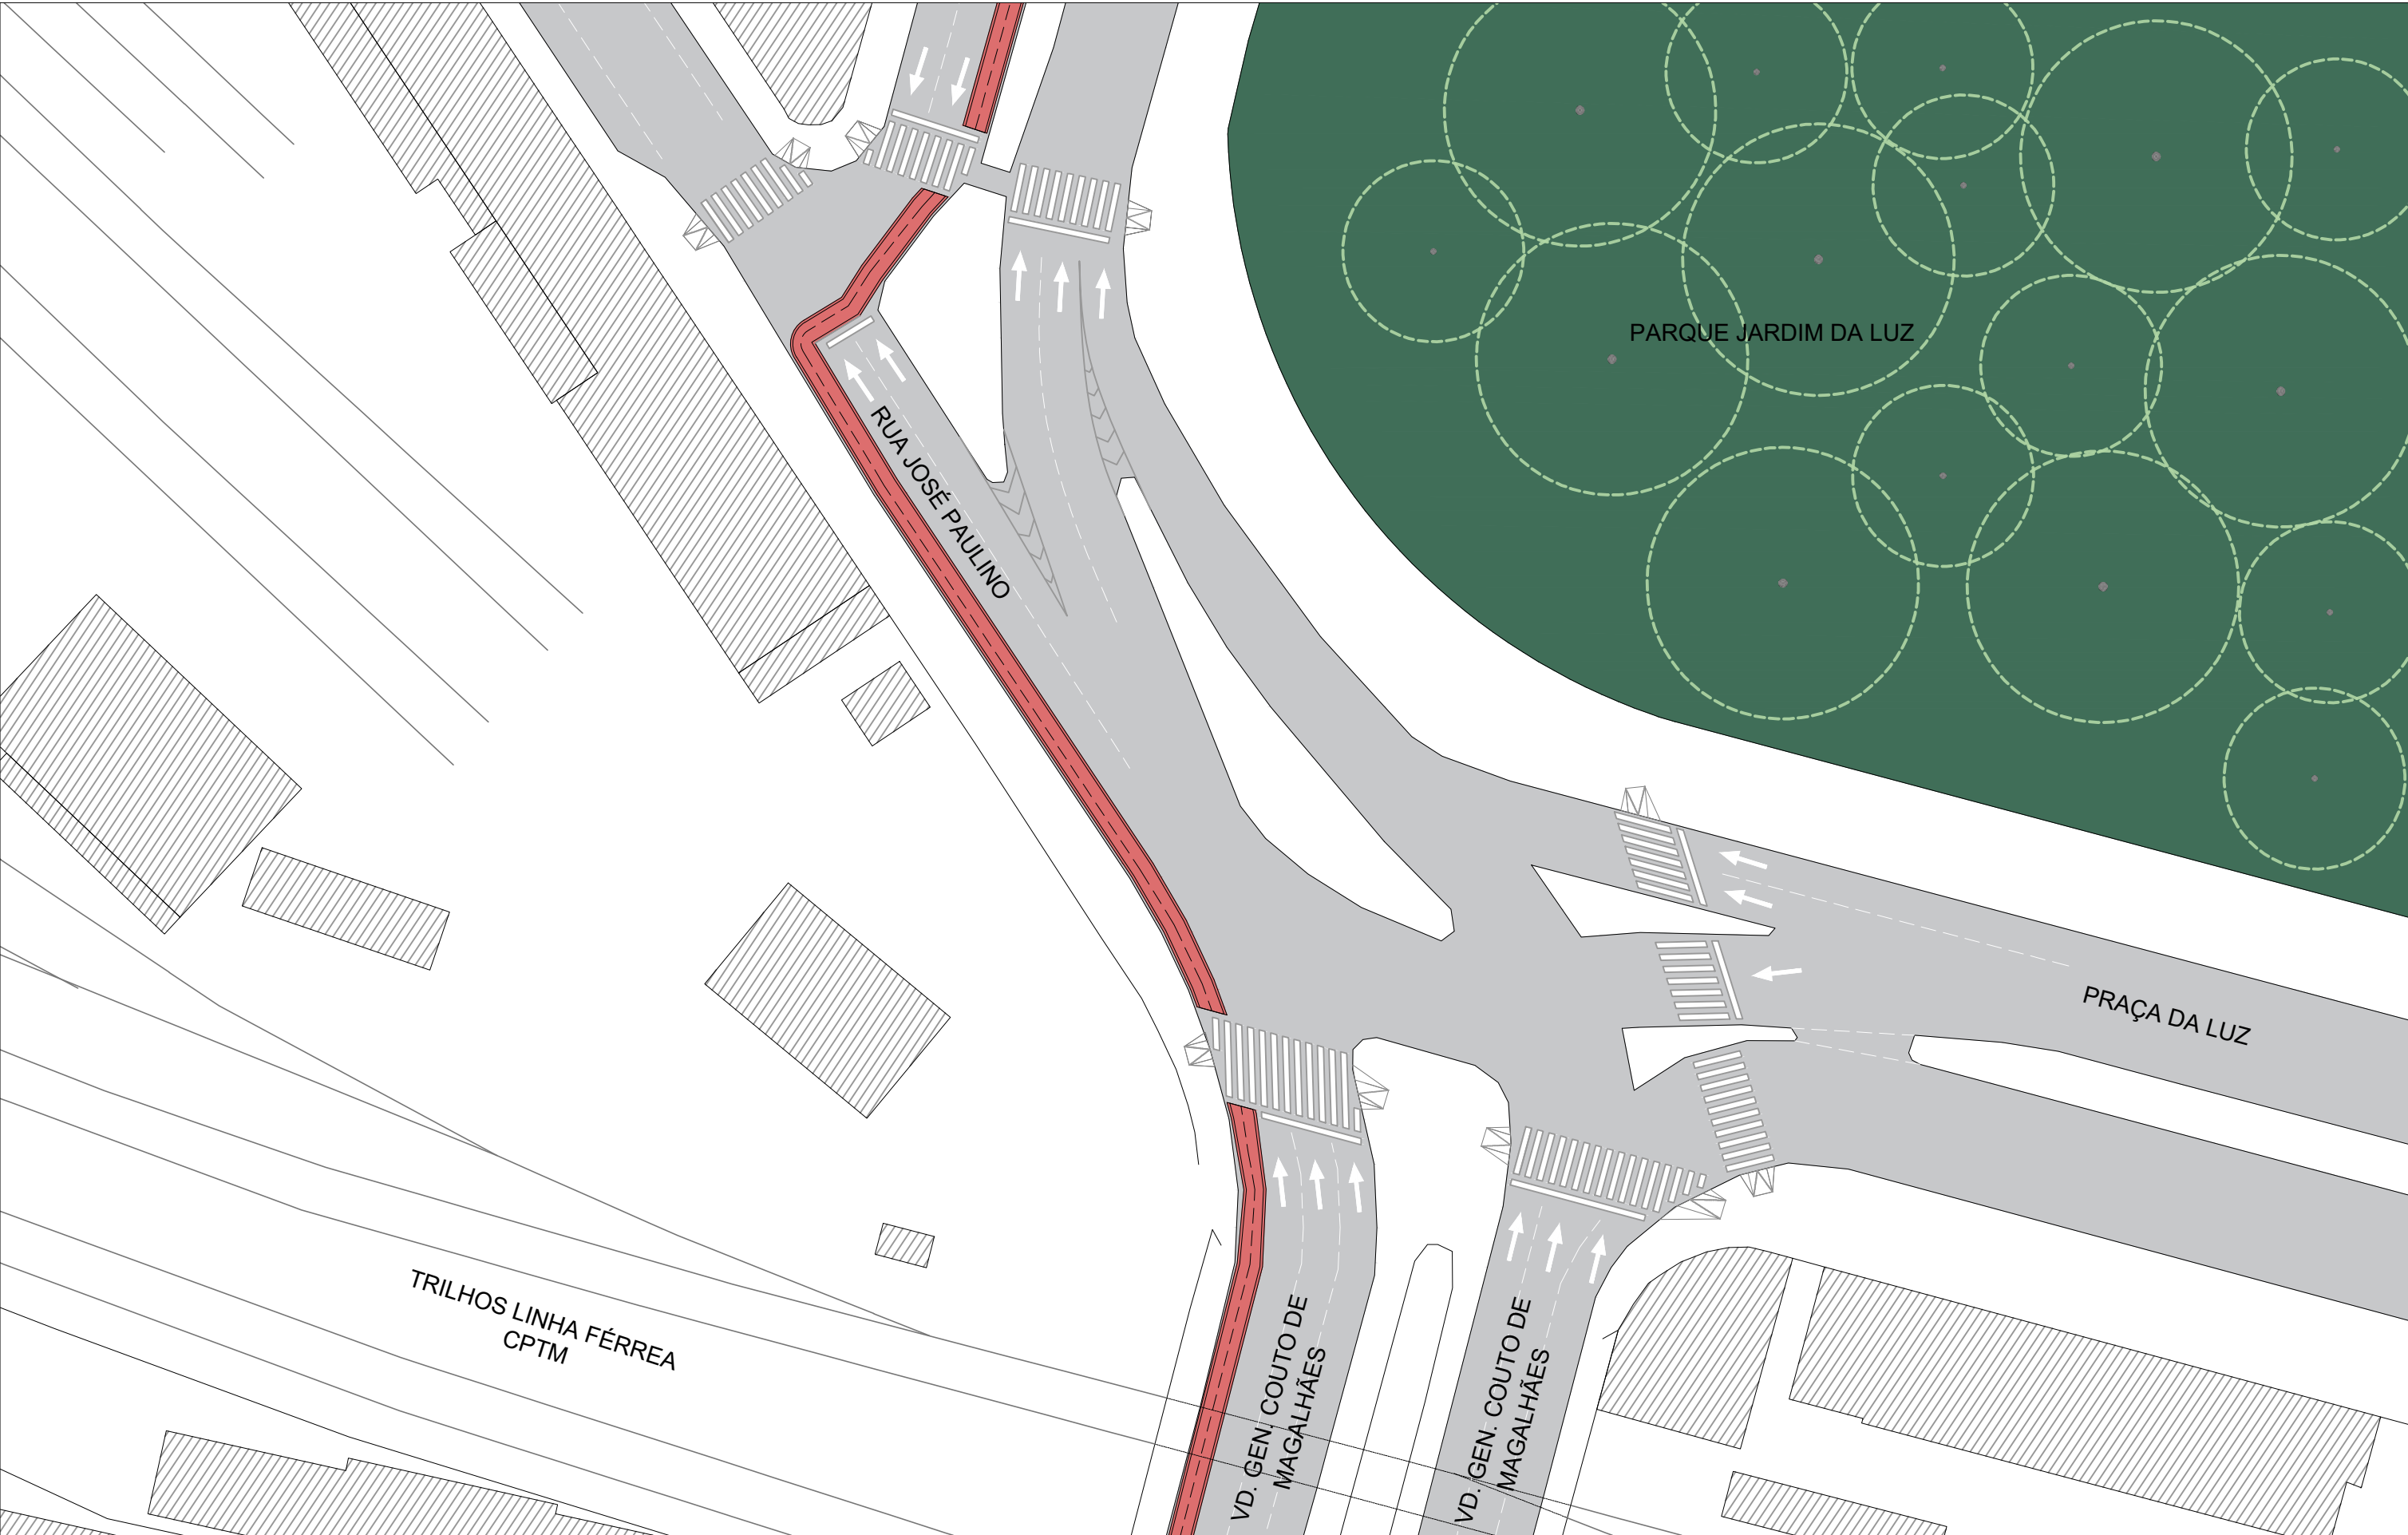 PARQUE JARDIM DA LUZ
RUA JOSÉ PAULINO
PRAÇA DA LUZ
TRILHOS LINHA FÉRREA
CPTM
VD. GEN. COUTO DE
MAGALHÃES
VD. GEN. COUTO DE
MAGALHÃES